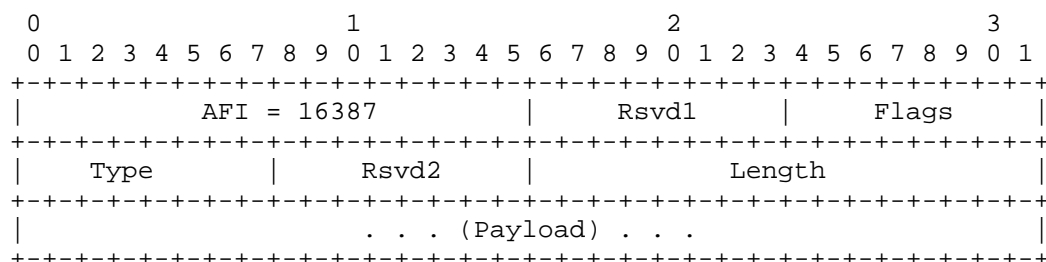 0                   1                   2                   3
 0 1 2 3 4 5 6 7 8 9 0 1 2 3 4 5 6 7 8 9 0 1 2 3 4 5 6 7 8 9 0 1
+-+-+-+-+-+-+-+-+-+-+-+-+-+-+-+-+-+-+-+-+-+-+-+-+-+-+-+-+-+-+-+-+
|           AFI = 16387         |     Rsvd1     |     Flags     |
+-+-+-+-+-+-+-+-+-+-+-+-+-+-+-+-+-+-+-+-+-+-+-+-+-+-+-+-+-+-+-+-+
|    Type       |     Rsvd2     |            Length             |
+-+-+-+-+-+-+-+-+-+-+-+-+-+-+-+-+-+-+-+-+-+-+-+-+-+-+-+-+-+-+-+-+
|                     . . . (Payload) . . .                     |
+-+-+-+-+-+-+-+-+-+-+-+-+-+-+-+-+-+-+-+-+-+-+-+-+-+-+-+-+-+-+-+-+